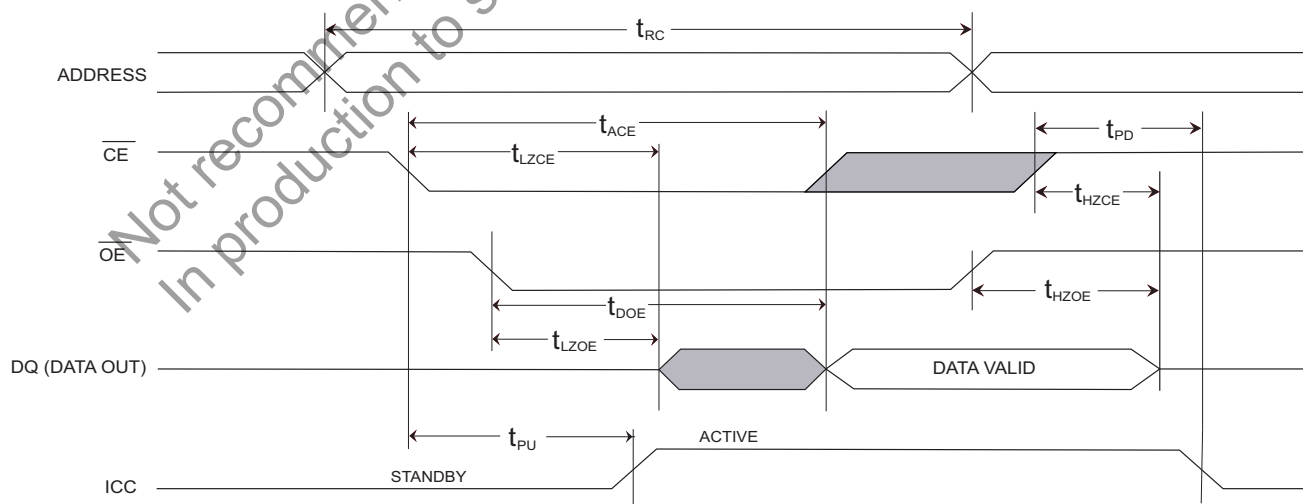 Not recommen
In production to s
tRC
ADDRESS
tACE
CE
tLZCE
tPD
tHZCE
OE
tHZOE
tDOE
tLZOE
DQ (DATA OUT)
DATA VALID
tPU
ACTIVE
STANDBY
ICC